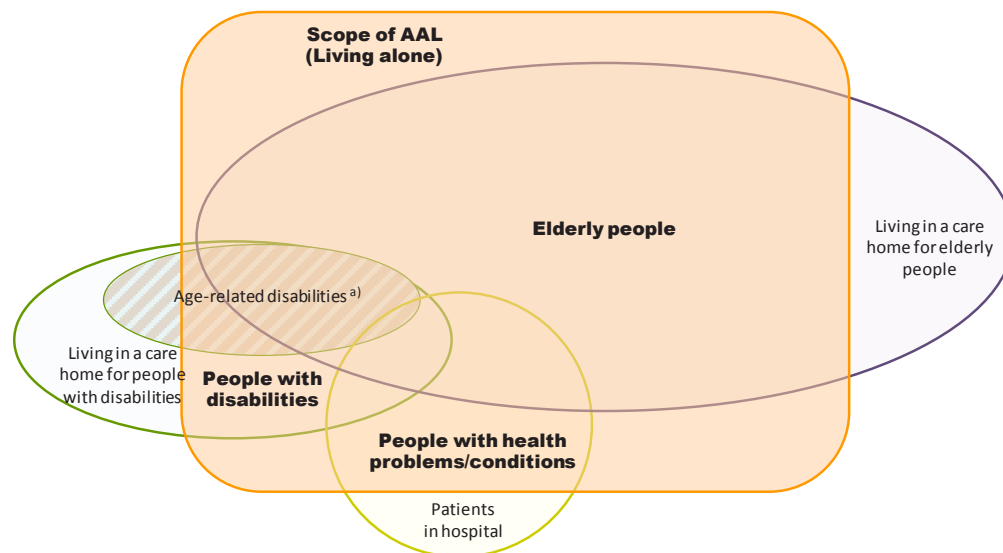 Scope of AAL
(Living alone)
Elderly people
Living in a care
home for elderly
people
Age-related disabilities a)
Living in a care
home for people
with disabilities
People with
disabilities
People with health
problems/conditions
Patients
in hospital